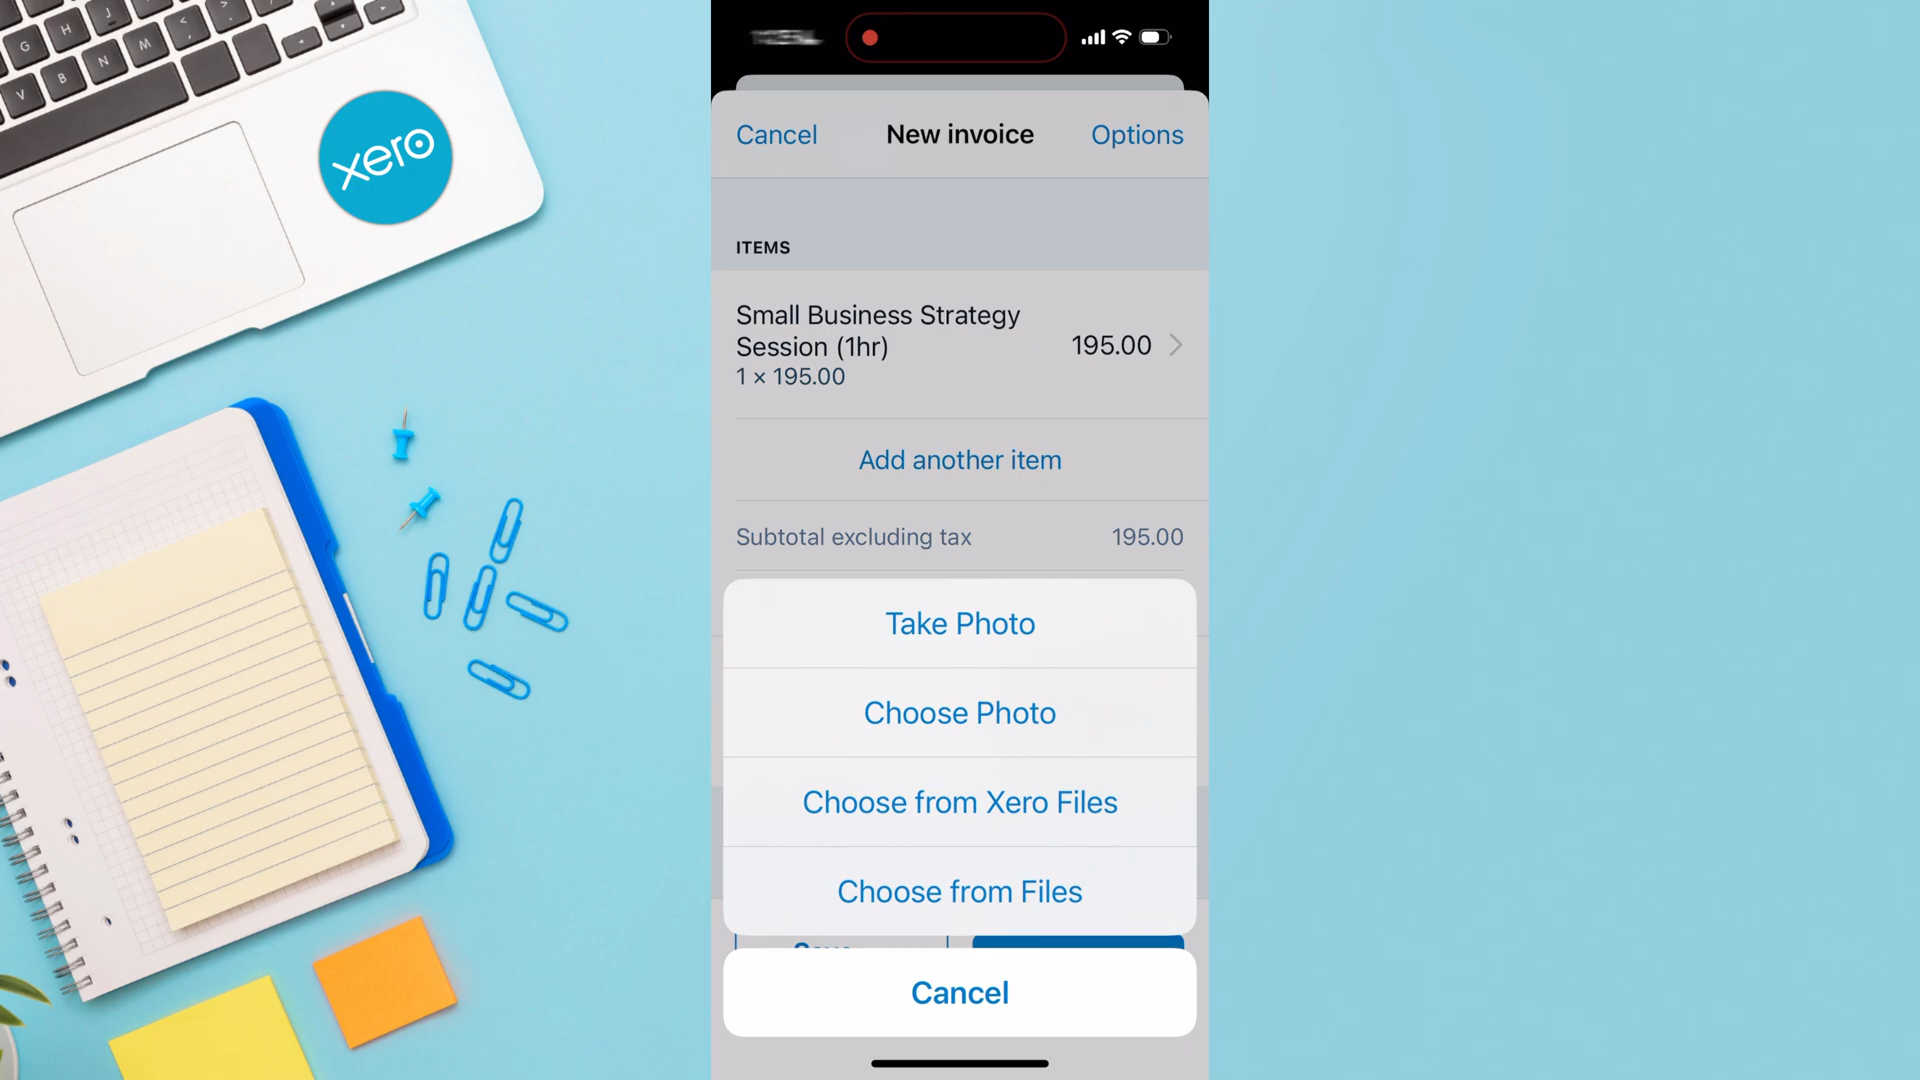 G
H
J
<
>
?
B
N
M
V
xero
Cancel
New invoice
Options
ITEMS
Small Business Strategy
Session (1hr)
195.00
1 × 195.00
Add another item
Subtotal excluding tax
195.00
Take Photo
Choose Photo
Choose from Xero Files
Choose from Files
Cancel